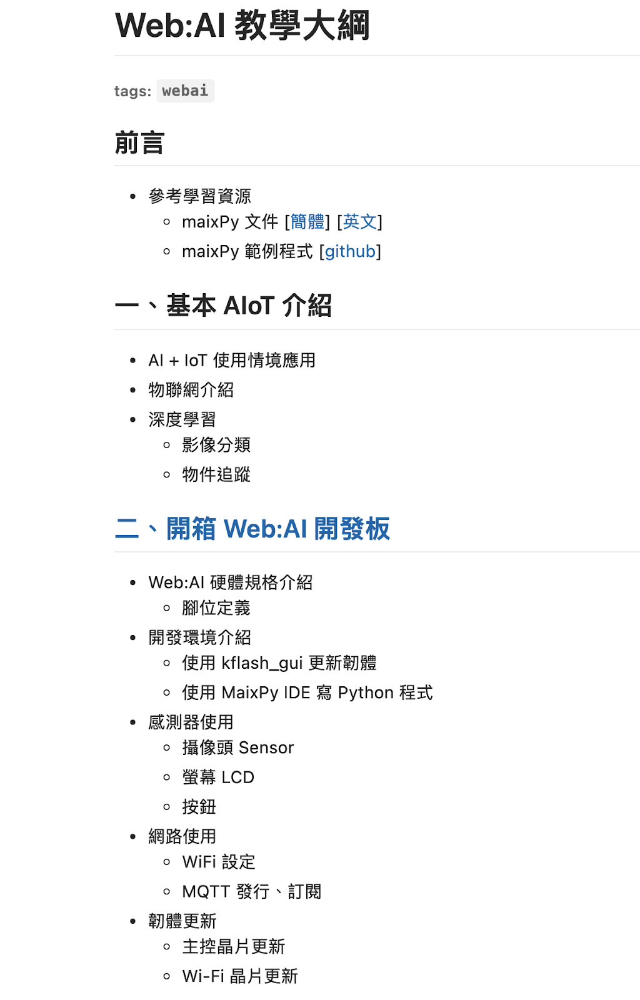 Web:AI 教學大綱
tags: webai
前言
參考學習資源
maixPy 文件 [簡體] [英文]
maixPy 範例程式 [github]
一、基本 AIoT 介紹
AI + IoT 使用情境應用
物聯網介紹
深度學習
影像分類
物件追蹤
二、開箱 Web:AI 開發板
Web:AI 硬體規格介紹
腳位定義
開發環境介紹
使用 kflash_gui 更新韌體
使用 MaixPy IDE 寫 Python 程式
感測器使用
攝像頭 Sensor
螢幕 LCD
按鈕
網路使用
WiFi 設定
MQTT 發行、訂閱
韌體更新
主控晶片更新
Wi-Fi 晶片更新